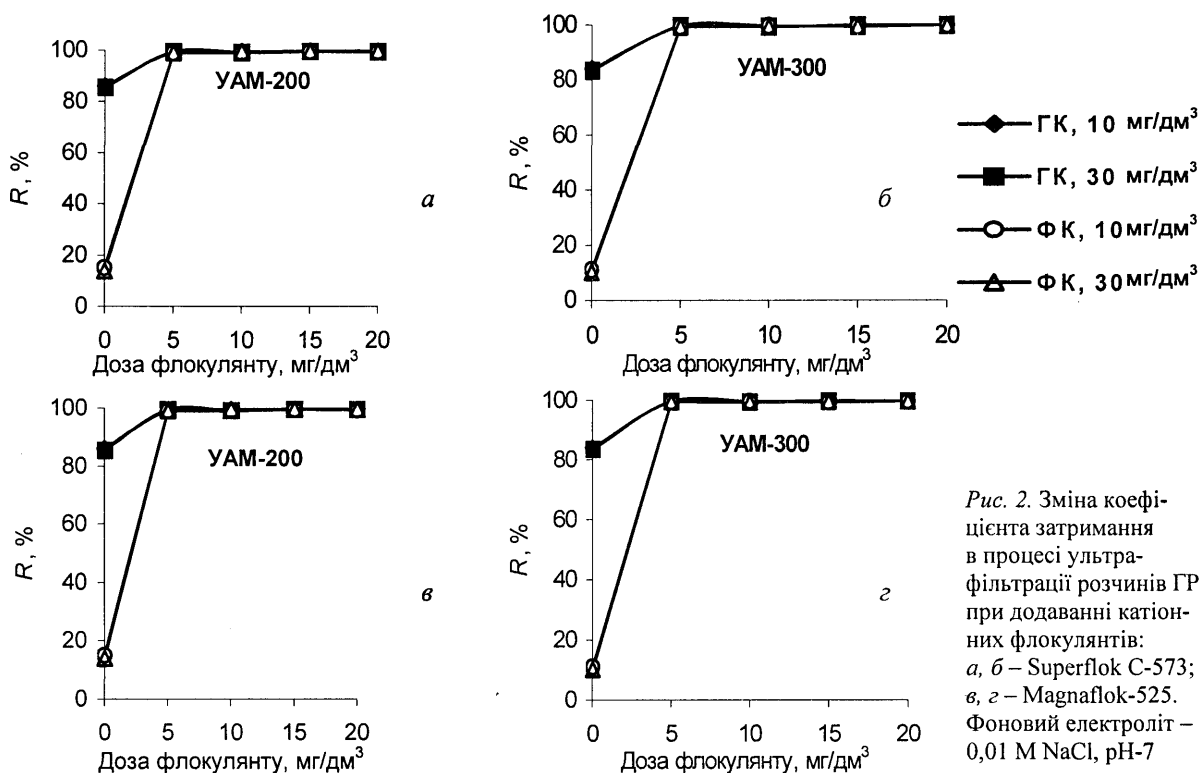 100
80
60
40
20
0
R, %
УАМ-200
а
0 5 10 15 20
Доза флокулянту, мг/дм³
100
80
60
40
20
0
R, %
УАМ-300
б
0 5 10 15 20
Доза флокулянту, мг/дм³
ГК, 10 мг/дм³
ГК, 30 мг/дм³
ФК, 10 мг/дм³
ФК, 30 мг/дм³
100
80
60
40
20
0
R, %
УАМ-200
в
0 5 10 15 20
Доза флокулянту, мг/дм³
100
80
60
40
20
0
R, %
УАМ-300
г
0 5 10 15 20
Доза флокулянту, мг/дм³
Рис. 2. Зміна коефі-
цієнта затримання
в процесі ультра-
фільтрації розчинів ГР
при додаванні катіон-
них флокулянтів:
а, б – Superflok C-573;
в, г – Magnaflok-525.
Фоновий електроліт –
0,01 М NaCl, pH-7